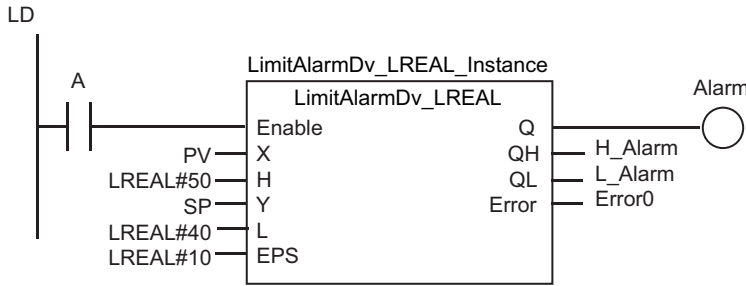 LD
A
LimitAlarmDv_LREAL_Instance
LimitAlarmDv_LREAL
Alarm
Enable Q
PV X QH H_Alarm
LREAL#50 H QL L_Alarm
SP Y Error Error0
LREAL#40 L
LREAL#10 EPS